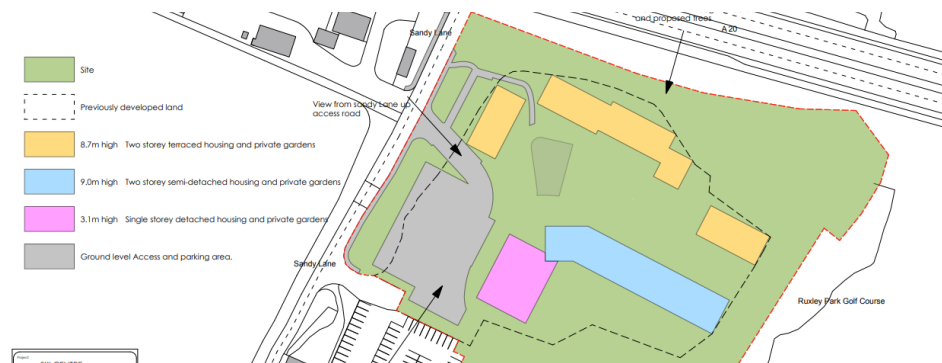 and proposed trees
A 20
Sandy Lane
Site
Previously developed land
View from sandy Lane up
access road
8.7m high Two storey terraced housing and private gardens
9.0m high Two storey semi-detached housing and private gardens
3.1m high Single storey detached housing and private gardens
Ground level Access and parking area.
Sandy Lane
Ruxley Park Golf Course
Project